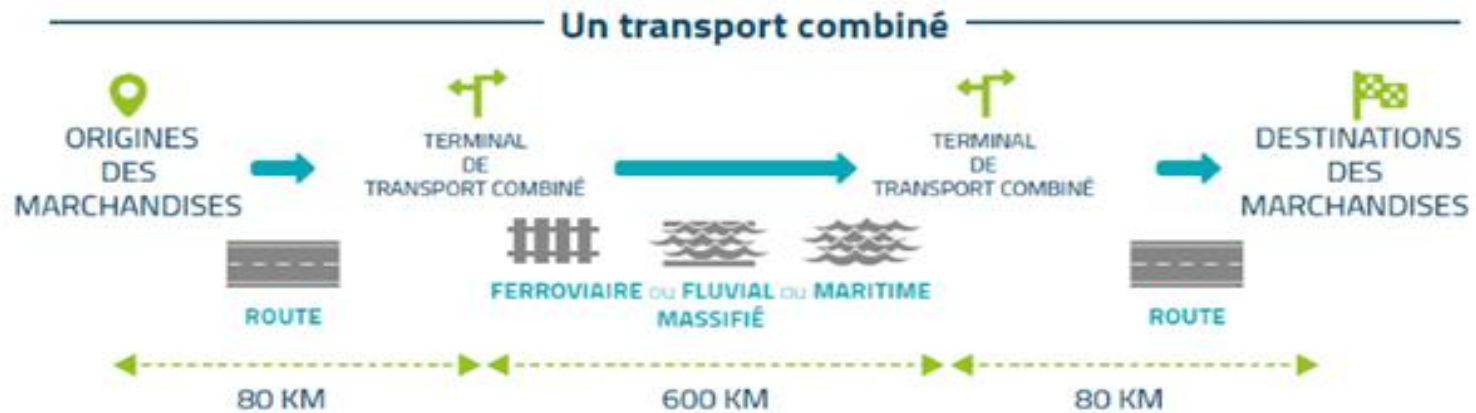 Un transport combiné
ORIGINES
DES
MARCHANDISES
TERMINAL
DE
TRANSPORT COMBINÉ
TERMINAL
DE
TRANSPORT COMBINÉ
DESTINATIONS
DES
MARCHANDISES
ROUTE
FERROVIAIRE ou FLUVIAL ou MARITIME
MASSIFIÉ
ROUTE
80 KM
600 KM
80 KM